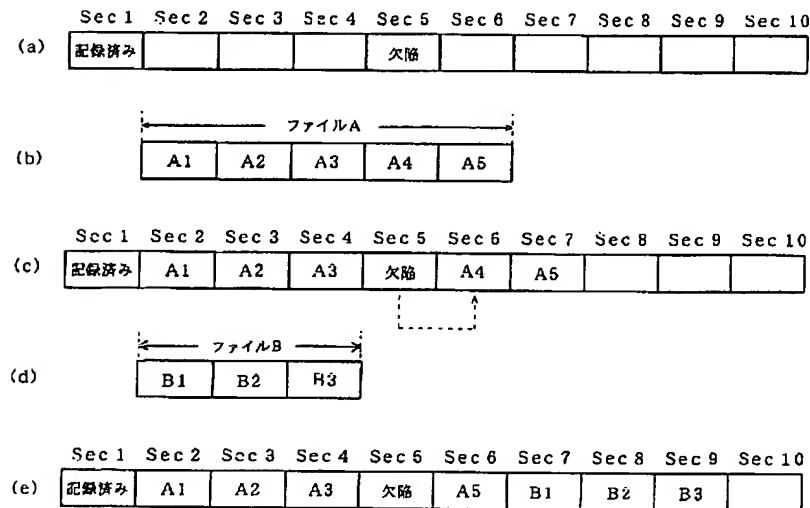 Sec 1 Sec 2 Sec 3 Sec 4 Sec 5 Sec 6 Sec 7 Sec 8 Sec 9 Sec 10
(a) 記録済み 欠陥
ファイルA
(b) A1 A2 A3 A4 A5
Sec 1 Sec 2 Sec 3 Sec 4 Sec 5 Sec 6 Sec 7 Sec 8 Sec 9 Sec 10
(c) 記録済み A1 A2 A3 欠陥 A4 A5
ファイルB
(d) B1 B2 B3
Sec 1 Sec 2 Sec 3 Sec 4 Sec 5 Sec 6 Sec 7 Sec 8 Sec 9 Sec 10
(e) 記録済み A1 A2 A3 欠陥 A5 B1 B2 B3